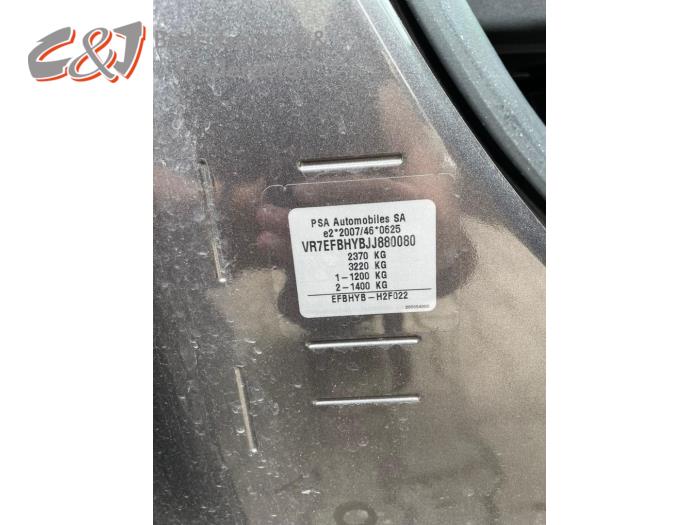 C&J
PSA Automobiles SA
e2*2007/46*0625
VR7EFBHYBJJ880080
2370 KG
3220 KG
1-1200 KG
2-1400 KG
EFBHYB-H2F022